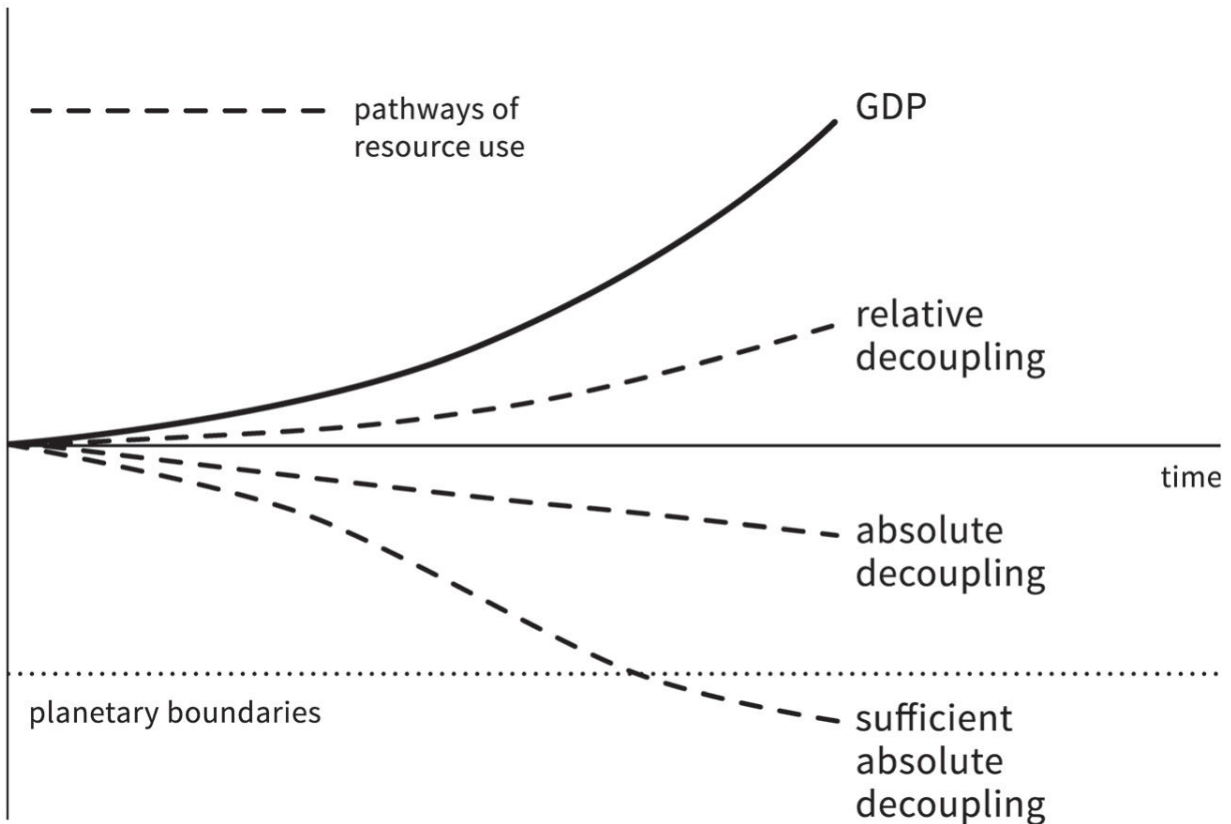 pathways of
resource use
GDP
relative
decoupling
time
absolute
decoupling
planetary boundaries
sufficient
absolute
decoupling